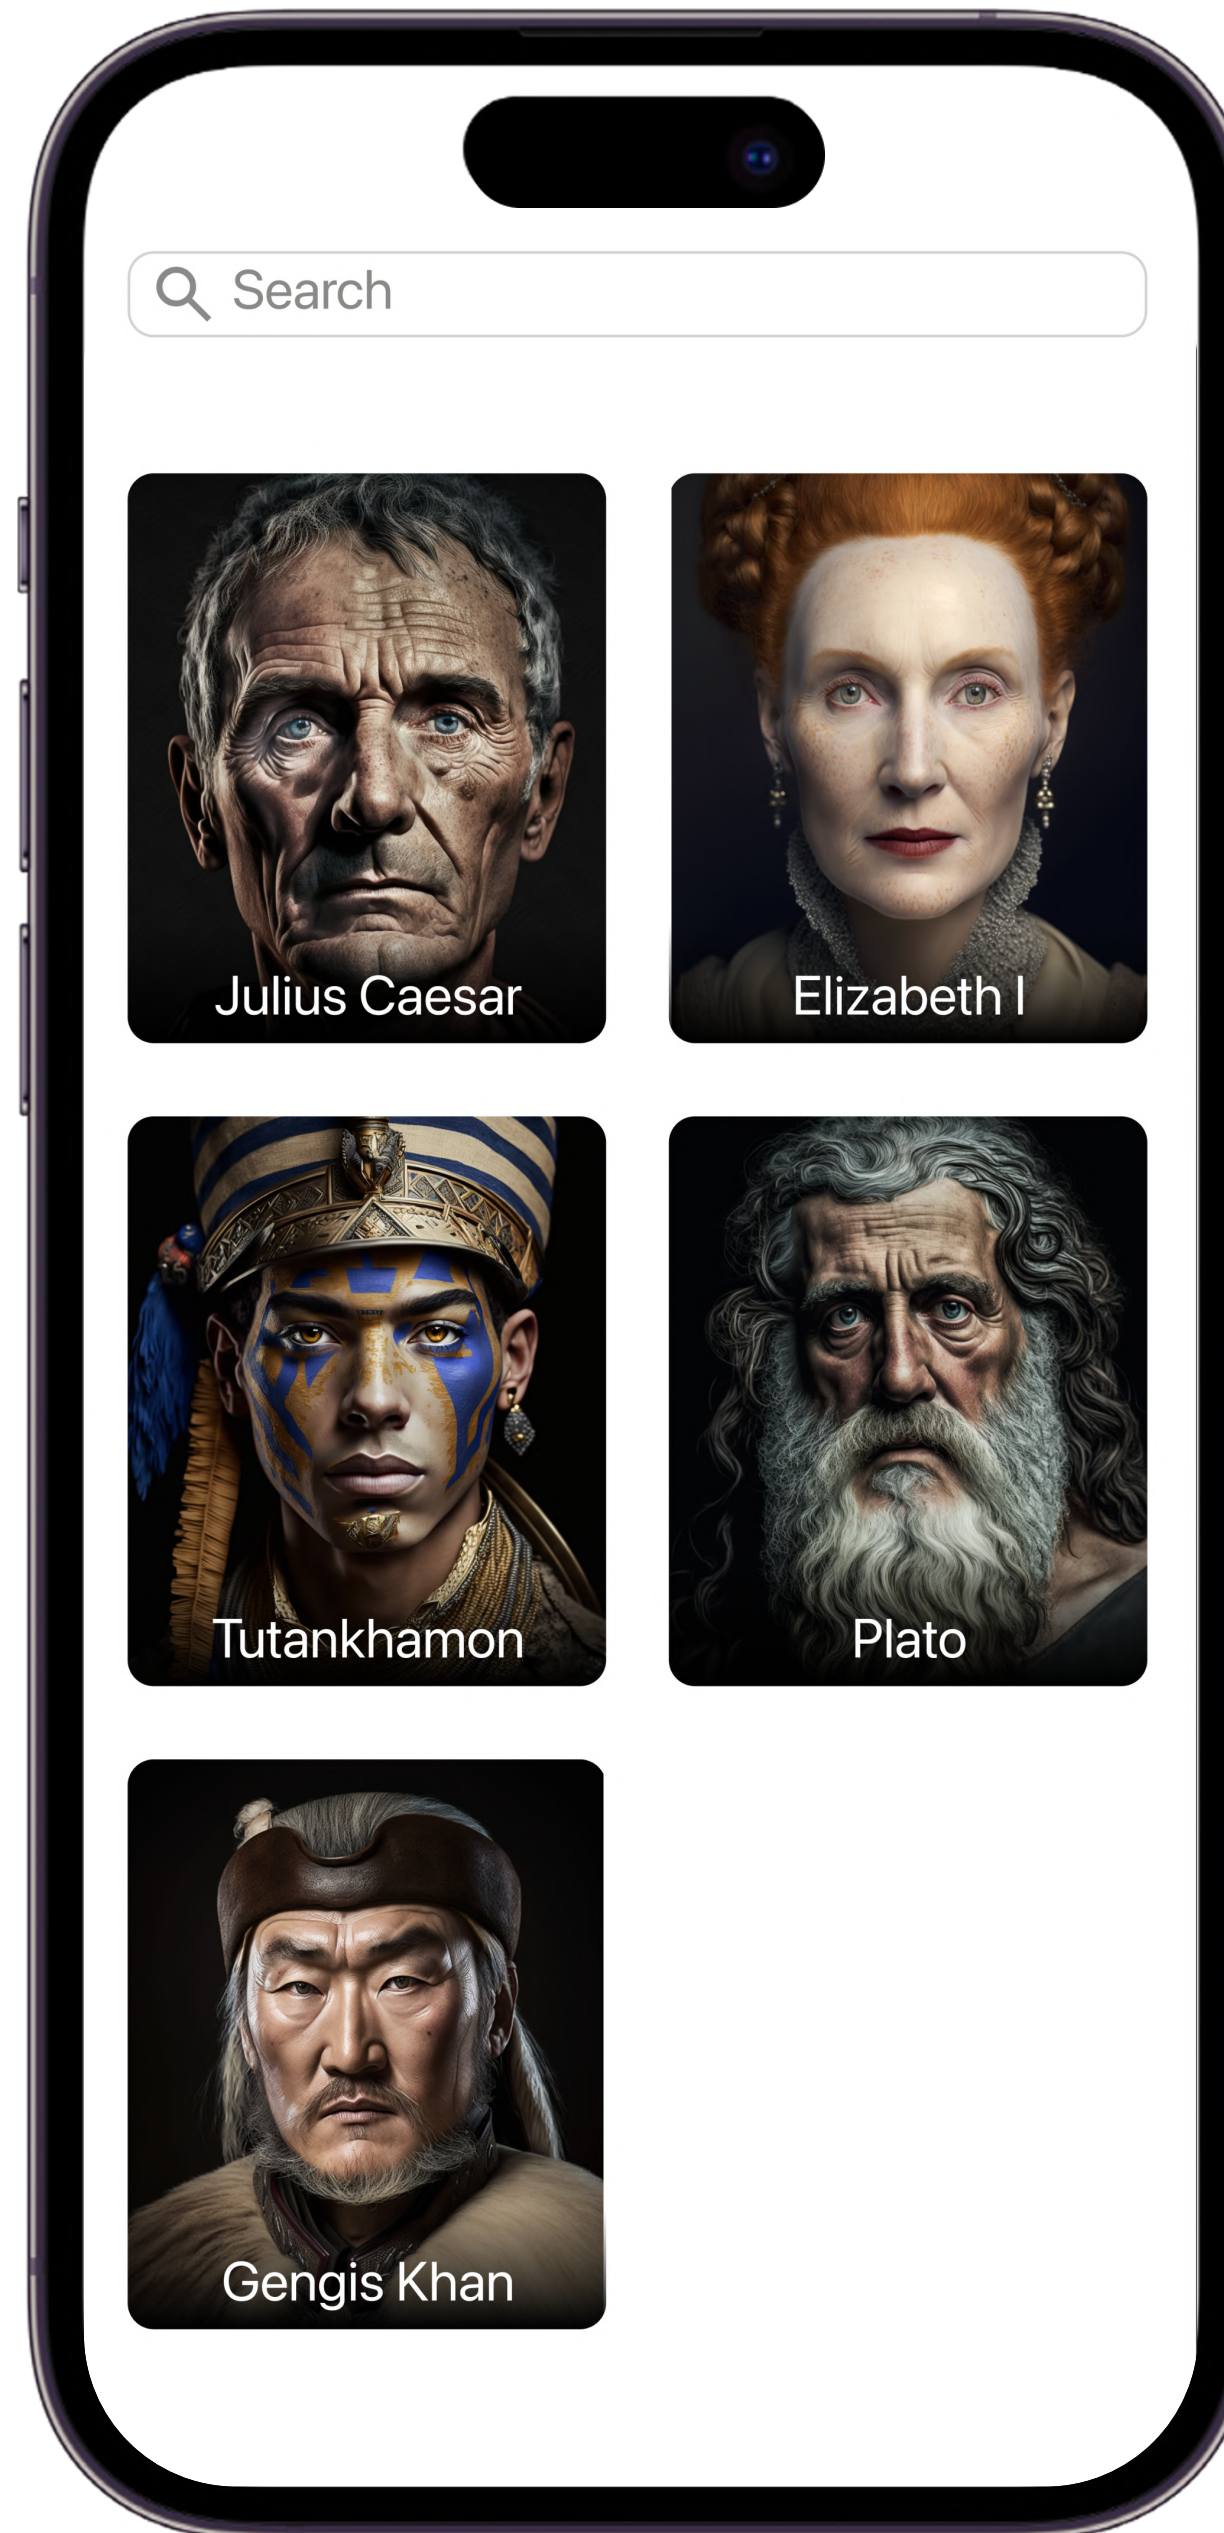 Search
Julius Caesar
Elizabeth I
Tutankhamon
Plato
Gengis Khan